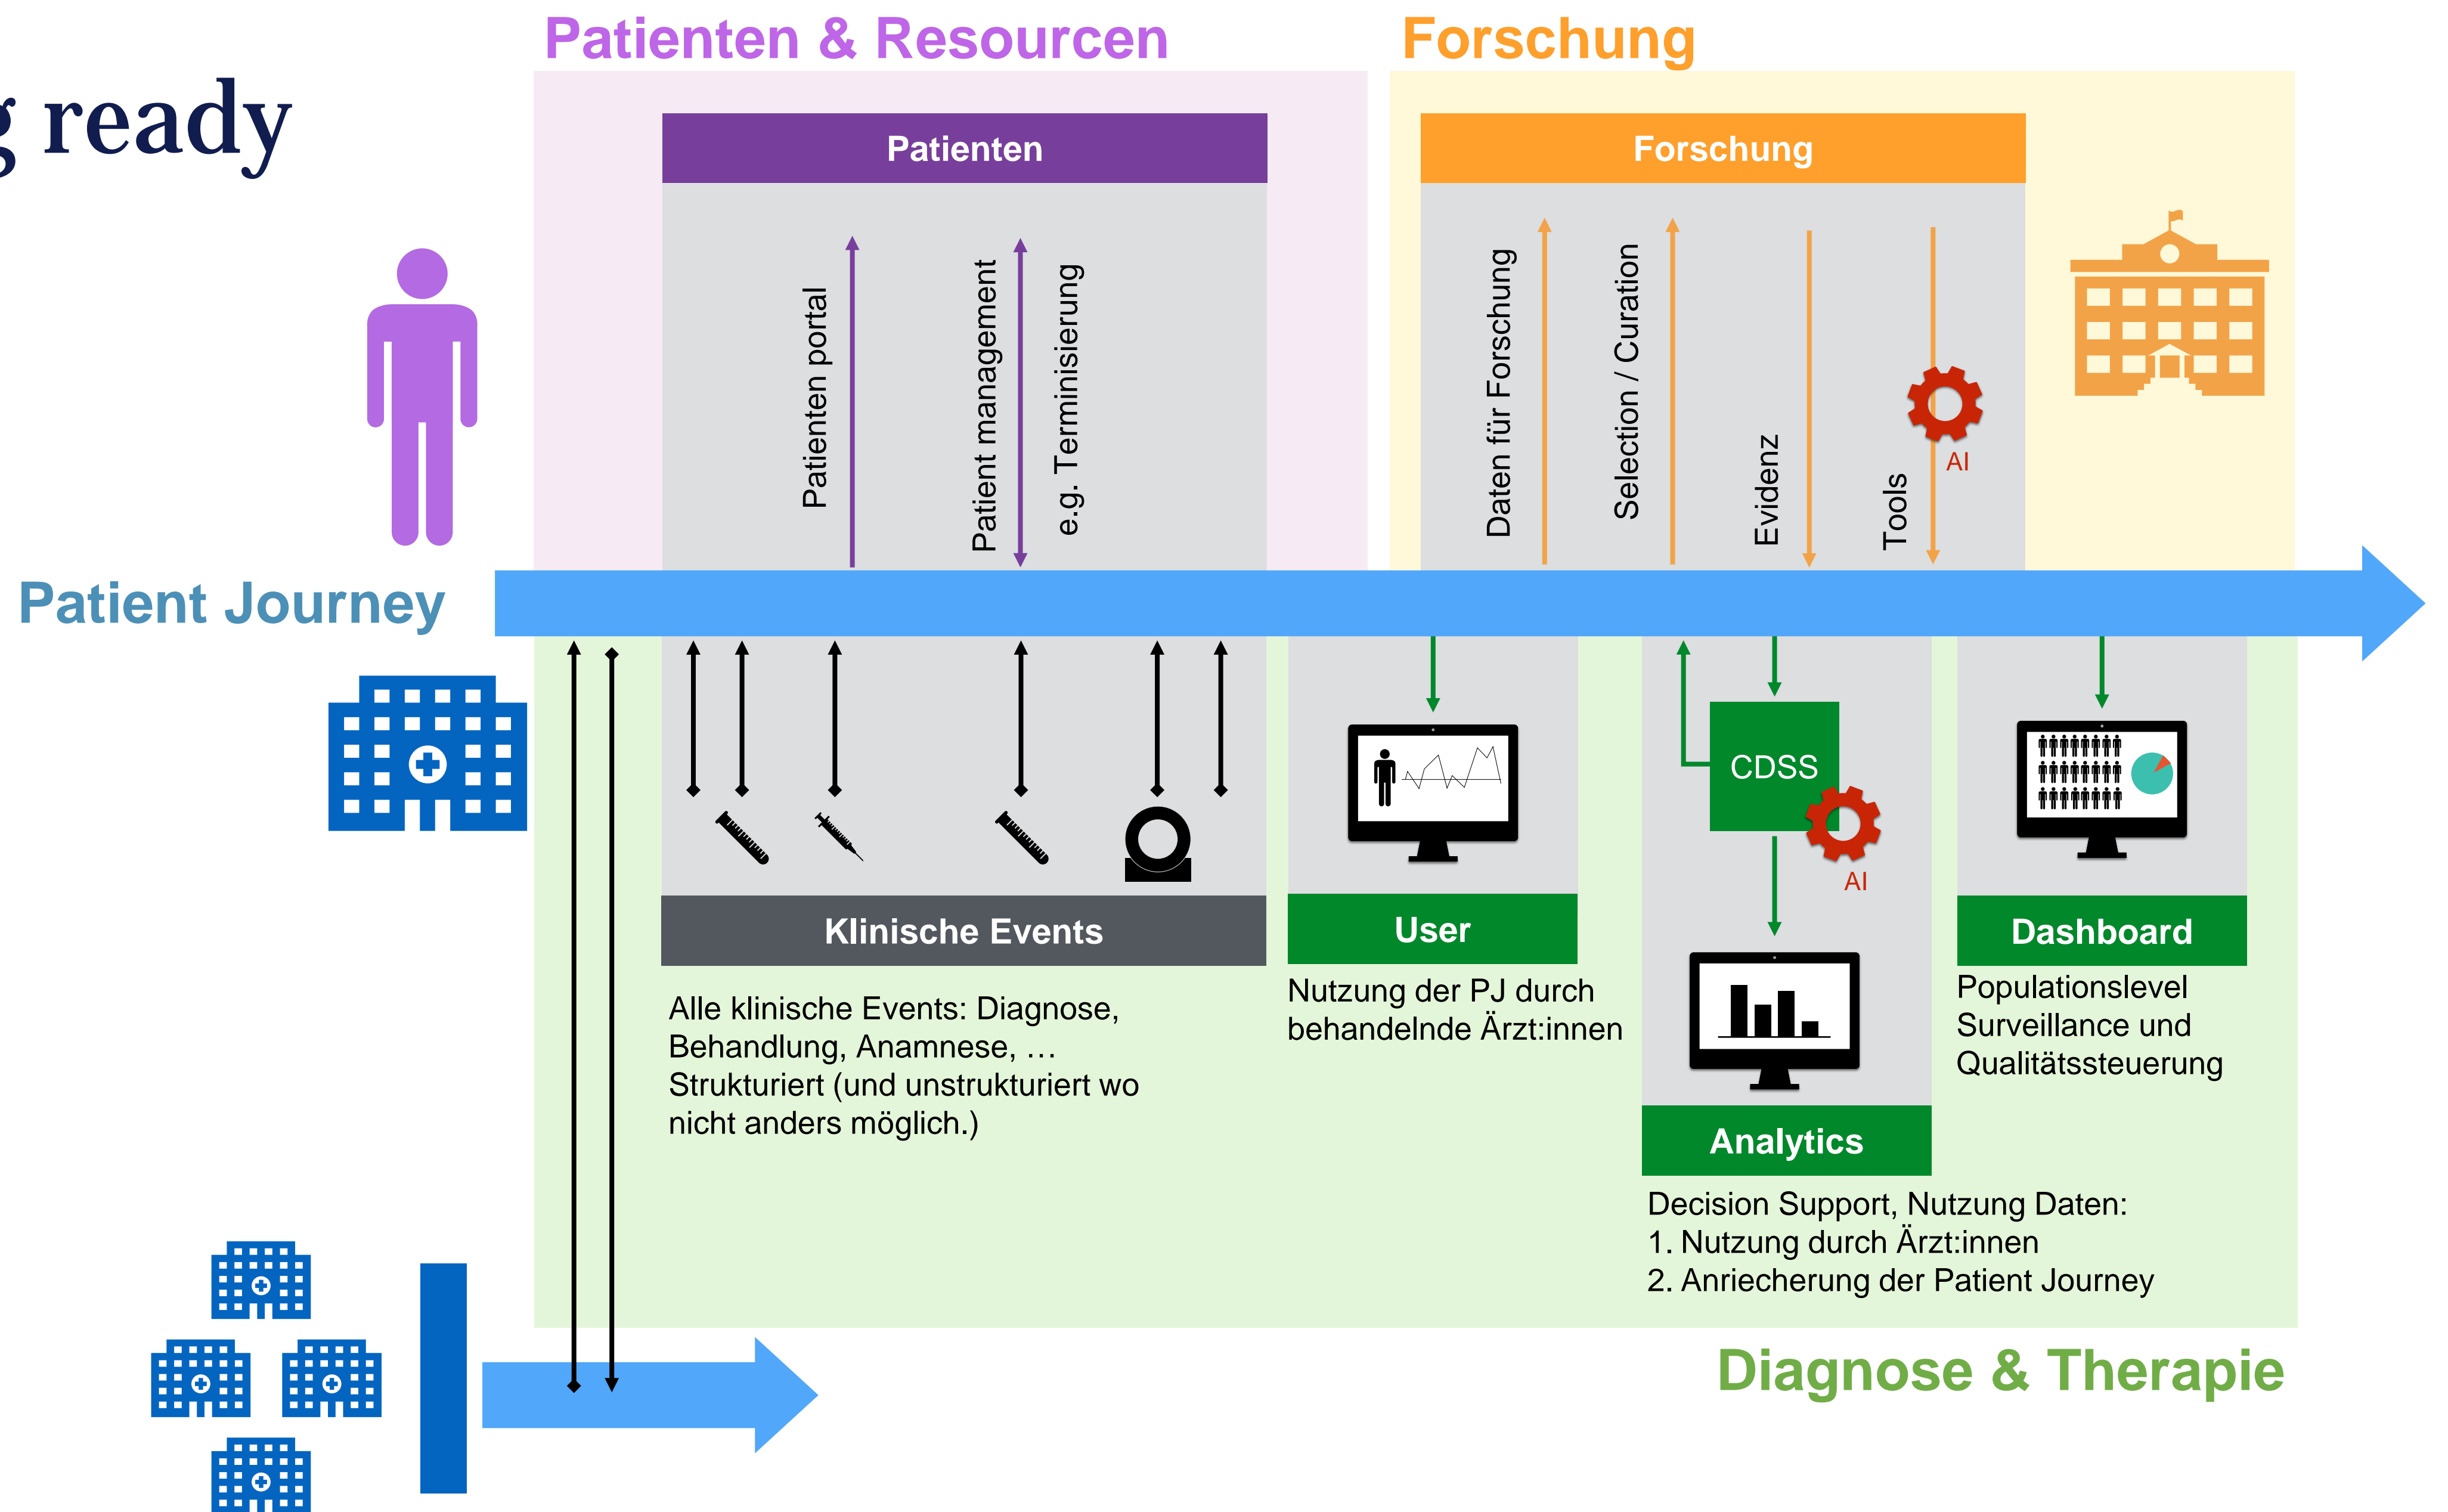 Patienten & Resourcen
Forschung
g ready
Patienten
Forschung
Patienten portal
Patient management
e.g. Terminisierung
Daten für Forschung
Selection / Curation
Evidenz
Tools
AI
Patient Journey
CDSS
AI
Klinische Events
User
Dashboard
Alle klinische Events: Diagnose,
Behandlung, Anamnese, …
Strukturiert (und unstrukturiert wo
nicht anders möglich.)
Nutzung der PJ durch
behandelnde Ärzt:innen
Populationslevel
Surveillance und
Qualitätssteuerung
Analytics
Decision Support, Nutzung Daten:
1. Nutzung durch Ärzt:innen
2. Anriecherung der Patient Journey
Diagnose & Therapie